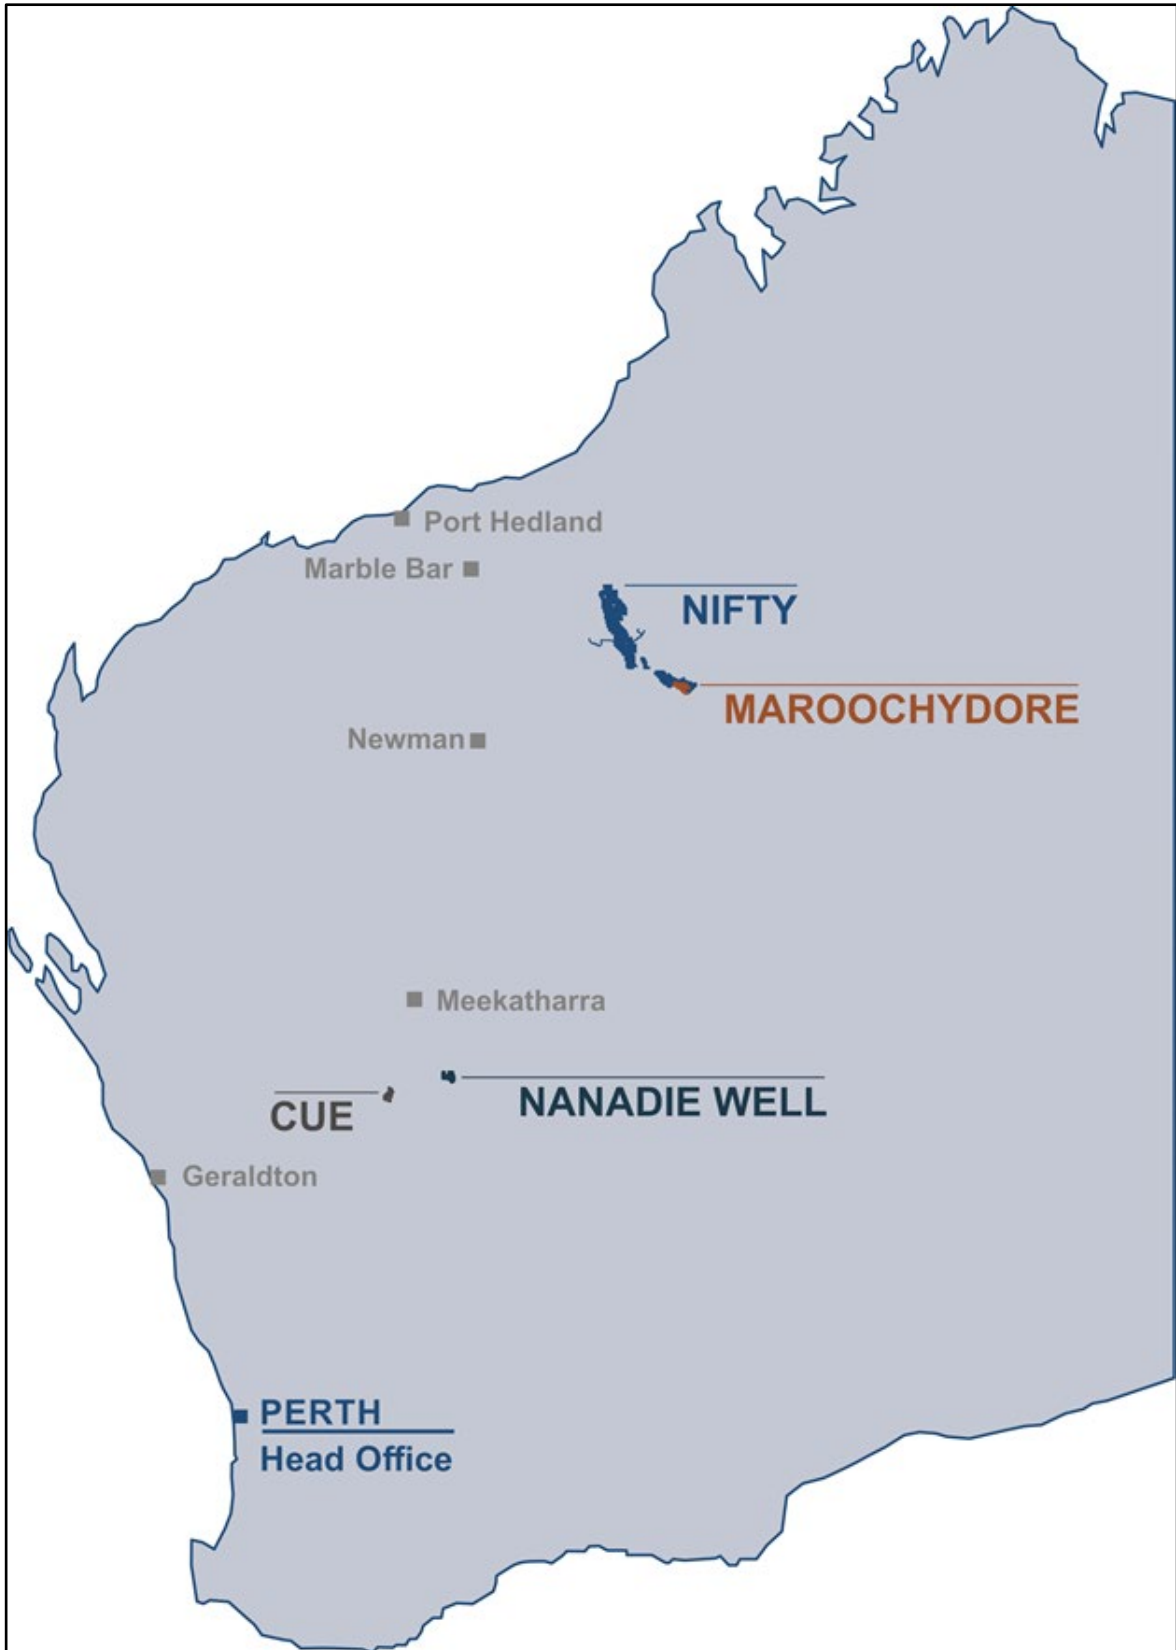 Port Hedland
Marble Bar
NIFTY
MAROOCHYDORE
Newman
Meekatharra
NANADIE WELL
CUE
Geraldton
PERTH
Head Office